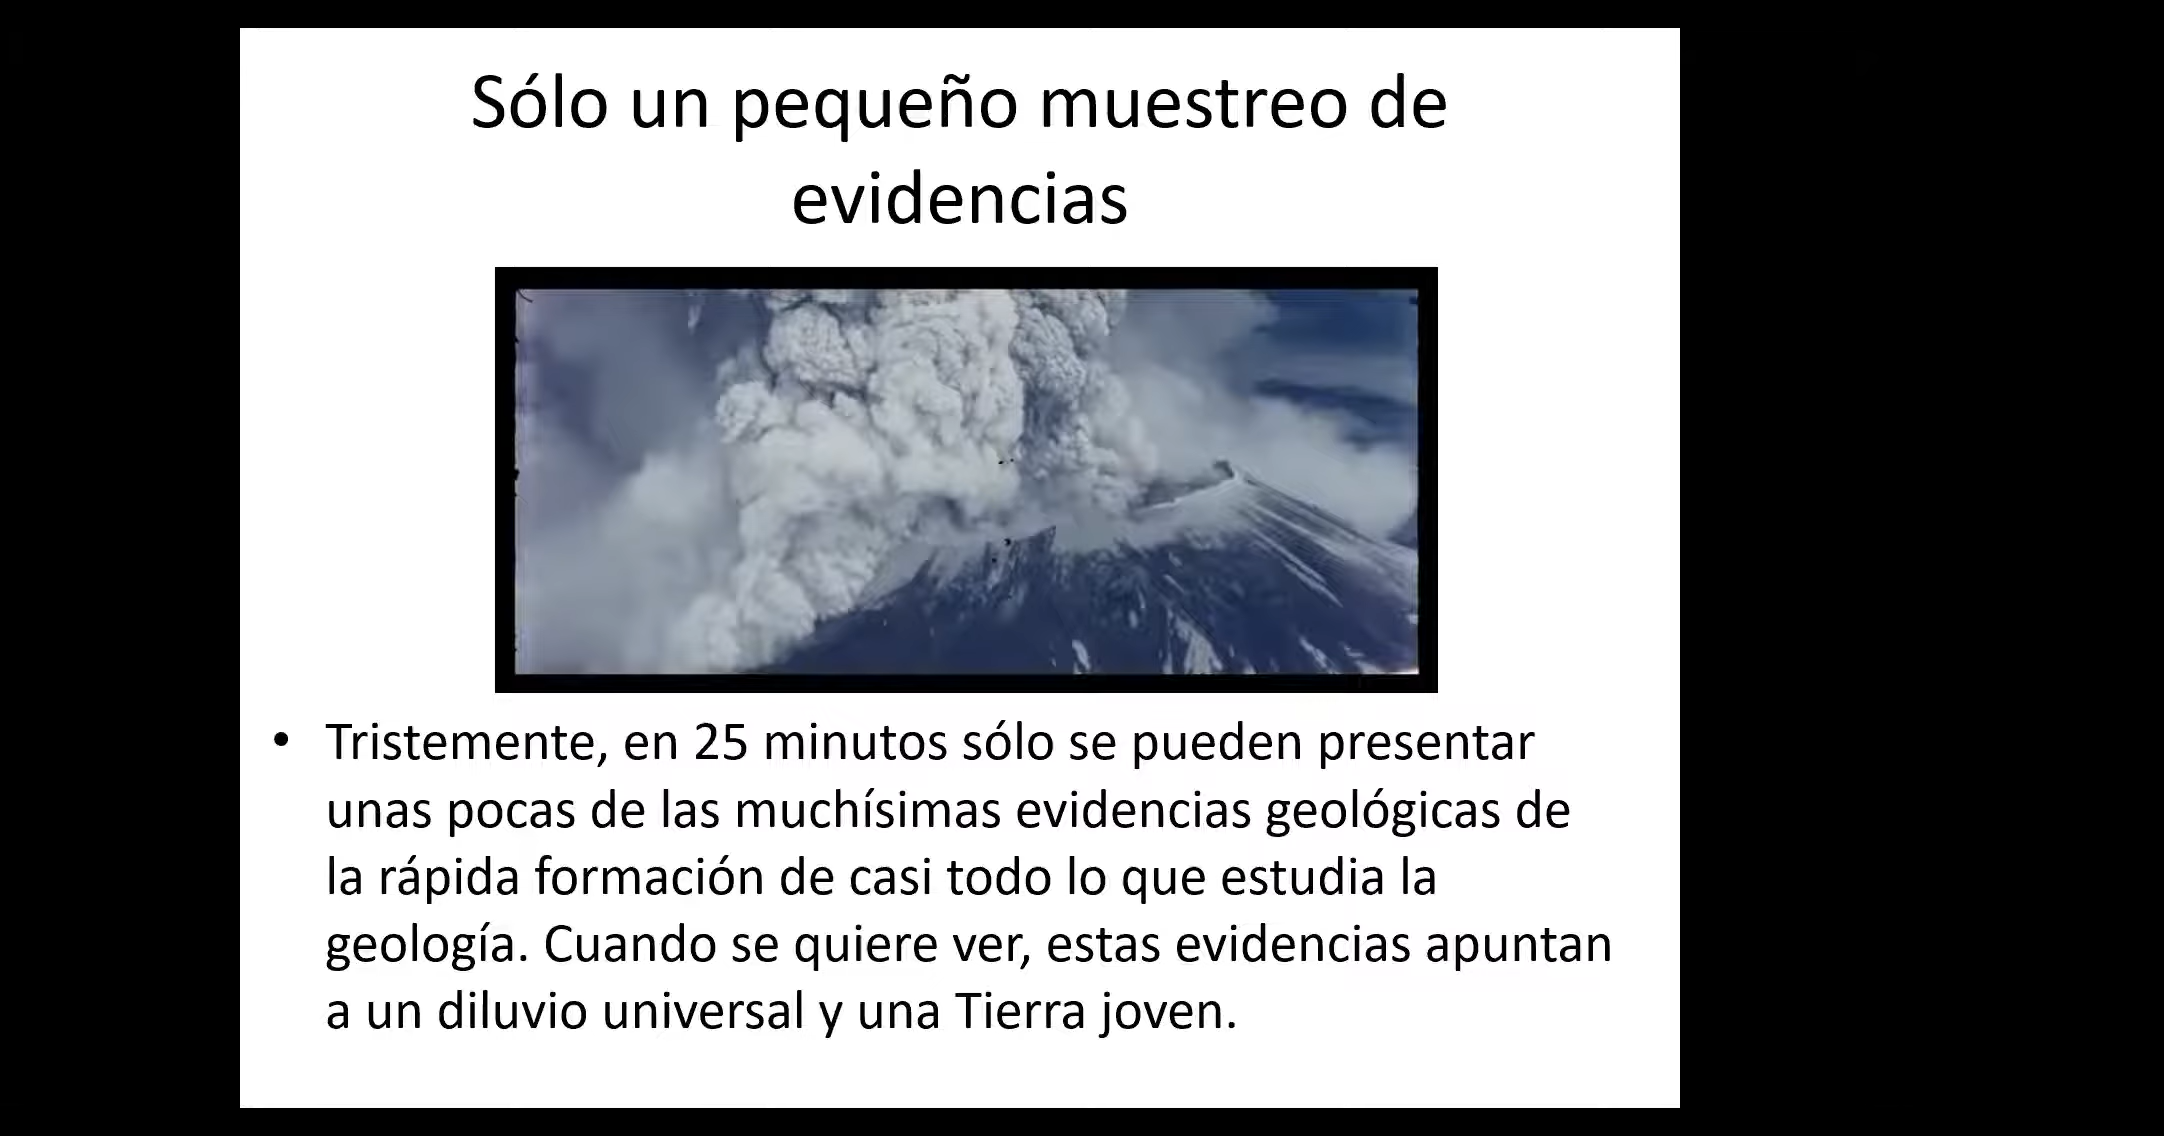 Sólo un pequeño muestreo de
evidencias
• Tristemente, en 25 minutos sólo se pueden presentar
unas pocas de las muchísimas evidencias geológicas de
la rápida formación de casi todo lo que estudia la
geología. Cuando se quiere ver, estas evidencias apuntan
a un diluvio universal y una Tierra joven.